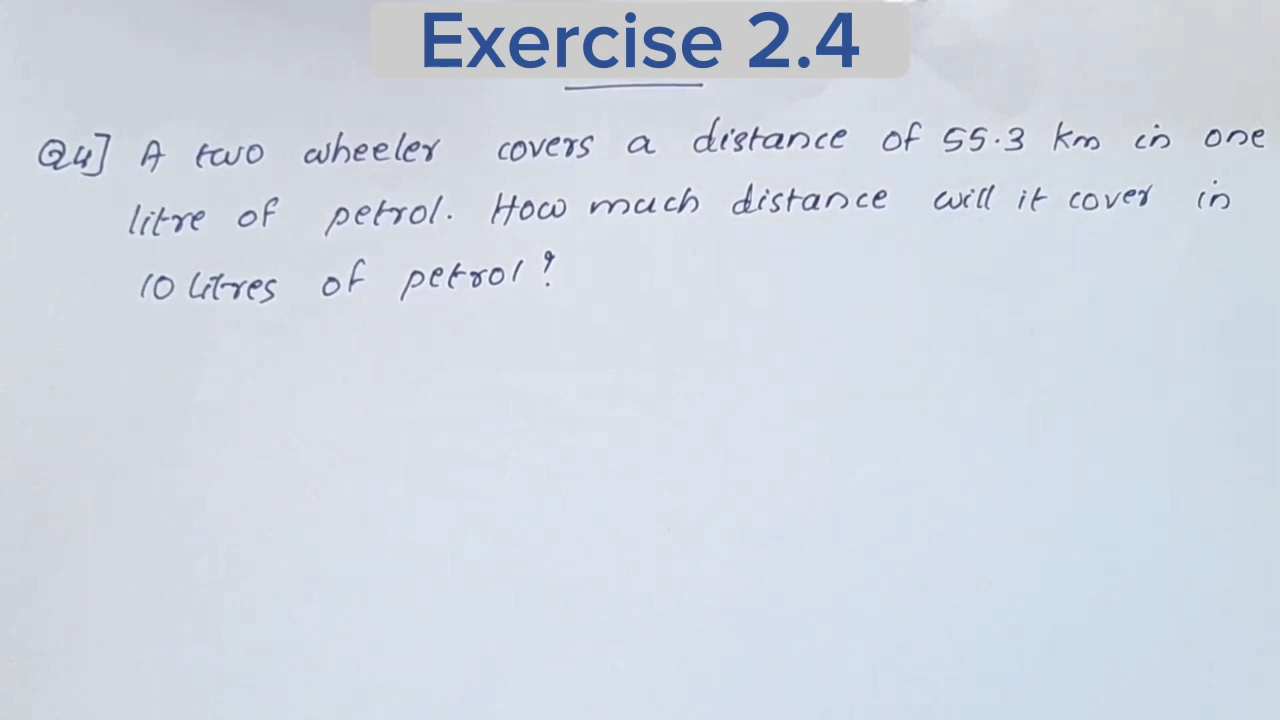 Exercise 2.4
Q4] A two wheeler covers a distance of 55.3 km in one
litre of petrol. How much distance will it cover in
10 litres of petrol?